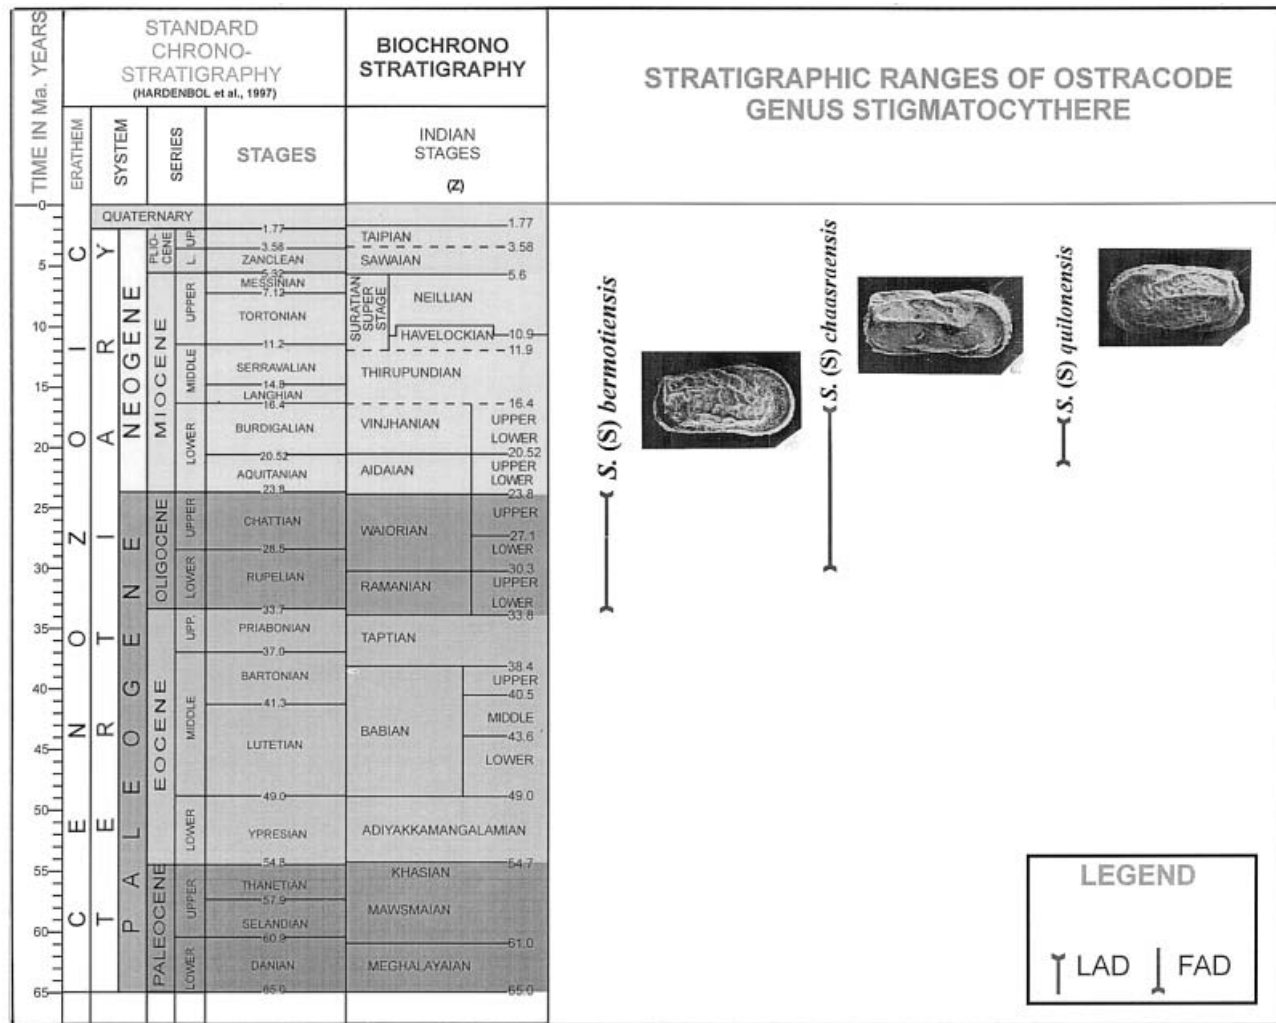 TIME IN Ma. YEARS
STANDARD
CHRONO-
STRATIGRAPHY
(HARDENBOL et al., 1997)
BIOCHRONO
STRATIGRAPHY
STRATIGRAPHIC RANGES OF OSTRACODE
GENUS STIGMATOCYTHERE
ERATHEM
SYSTEM
SERIES
STAGES
INDIAN
STAGES
(Z)
0
5
10
15
20
25
30
35
40
45
50
55
60
65
CENOZOIC
TERTIARY
QUATERNARY
NEOGENE
PALEOGENE
PLIO-
CENE
MIOCENE
OLIGOCENE
EOCENE
PALEOCENE
UP.
L.
UPPER
MIDDLE
LOWER
UPPER
LOWER
UPP.
MIDDLE
LOWER
UPPER
LOWER
1.77
3.58
ZANCLEAN
5.32
MESSINIAN
7.12
TORTONIAN
11.2
SERRAVALIAN
14.8
LANGHIAN
16.4
BURDIGALIAN
20.52
AQUITANIAN
23.8
CHATTIAN
28.5
RUPELIAN
33.7
PRIABONIAN
37.0
BARTONIAN
41.3
LUTETIAN
49.0
YPRESIAN
54.8
THANETIAN
57.9
SELANDIAN
60.9
DANIAN
65.0
1.77
TAIPIAN
3.58
SAWAIAN
5.6
SURATIAN
SUPER
STAGE
NEILLIAN
HAVELOCKIAN
10.9
11.9
THIRUPUNDIAN
16.4
VINJHANIAN
UPPER
LOWER
20.52
AIDAIAN
UPPER
LOWER
23.8
WAIORIAN
UPPER
27.1
LOWER
30.3
RAMANIAN
UPPER
LOWER
33.8
TAPTIAN
38.4
BABIAN
UPPER
40.5
MIDDLE
43.6
LOWER
49.0
ADIYAKKAMANGALAMIAN
54.7
KHASIAN
MAWSMAIAN
61.0
MEGHALAYAIAN
65.0
S. (S) bermotiensis
S. (S) chaasraensis
S. (S) quilonensis
LEGEND
LAD
FAD